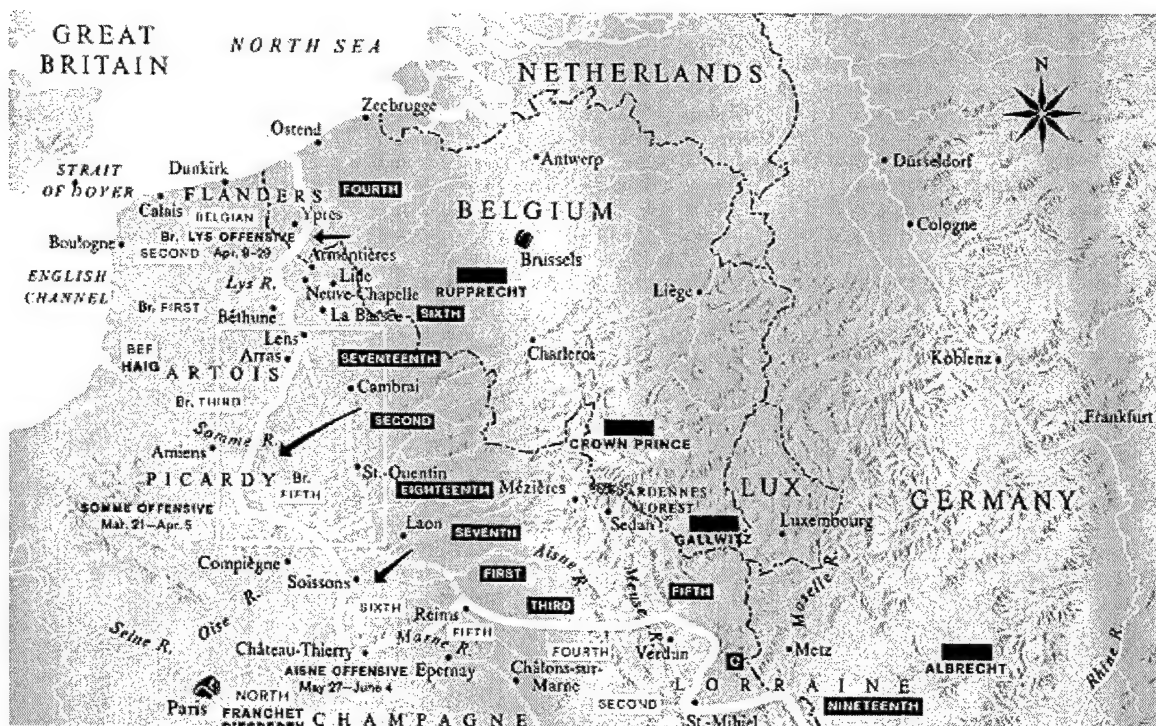 GREAT
BRITAIN
NORTH SEA
NETHERLANDS
N
Zeebrugge
Ostend
Antwerp
Düsseldorf
STRAIT
OF DOVER
Dunkirk
FLANDERS
FOURTH
Calais
BELGIAN
Ypres
BELGIUM
Cologne
Boulogne
Br. LYS OFFENSIVE
SECOND Apr. 9–29
Armentières
Brussels
ENGLISH
CHANNEL
Lys R.
Lille
Neuve-Chapelle
RUPPRECHT
Liège
Br. FIRST
Béthune
La Bassée
SIXTH
Lens
BEF
HAIG
Arras
ARTOIS
SEVENTEENTH
Charleroi
Koblenz
Cambrai
Br. THIRD
SECOND
Frankfurt
Somme R.
Amiens
CROWN PRINCE
PICARDY
Br.
FIFTH
St.-Quentin
EIGHTEENTH
Mézières
ARDENNES
FOREST
LUX.
GERMANY
SOMME OFFENSIVE
Mar. 21–Apr. 5
Sedan
Laon
SEVENTH
GALLWITZ
Luxembourg
Compiègne
Soissons
FIRST
Aisne R.
Meuse R.
FIFTH
Moselle R.
Oise R.
Seine R.
SIXTH
Reims
THIRD
FIFTH
Marne R.
Château-Thierry
AISNE OFFENSIVE
May 27–June 4
Epernay
FOURTH
Verdun
C
Metz
ALBRECHT
Rhine R.
Châlons-sur-
Marne
LORRAINE
Paris
NORTH
FRANCHET
CHAMPAGNE
SECOND
St-Mihiel
NINETEENTH